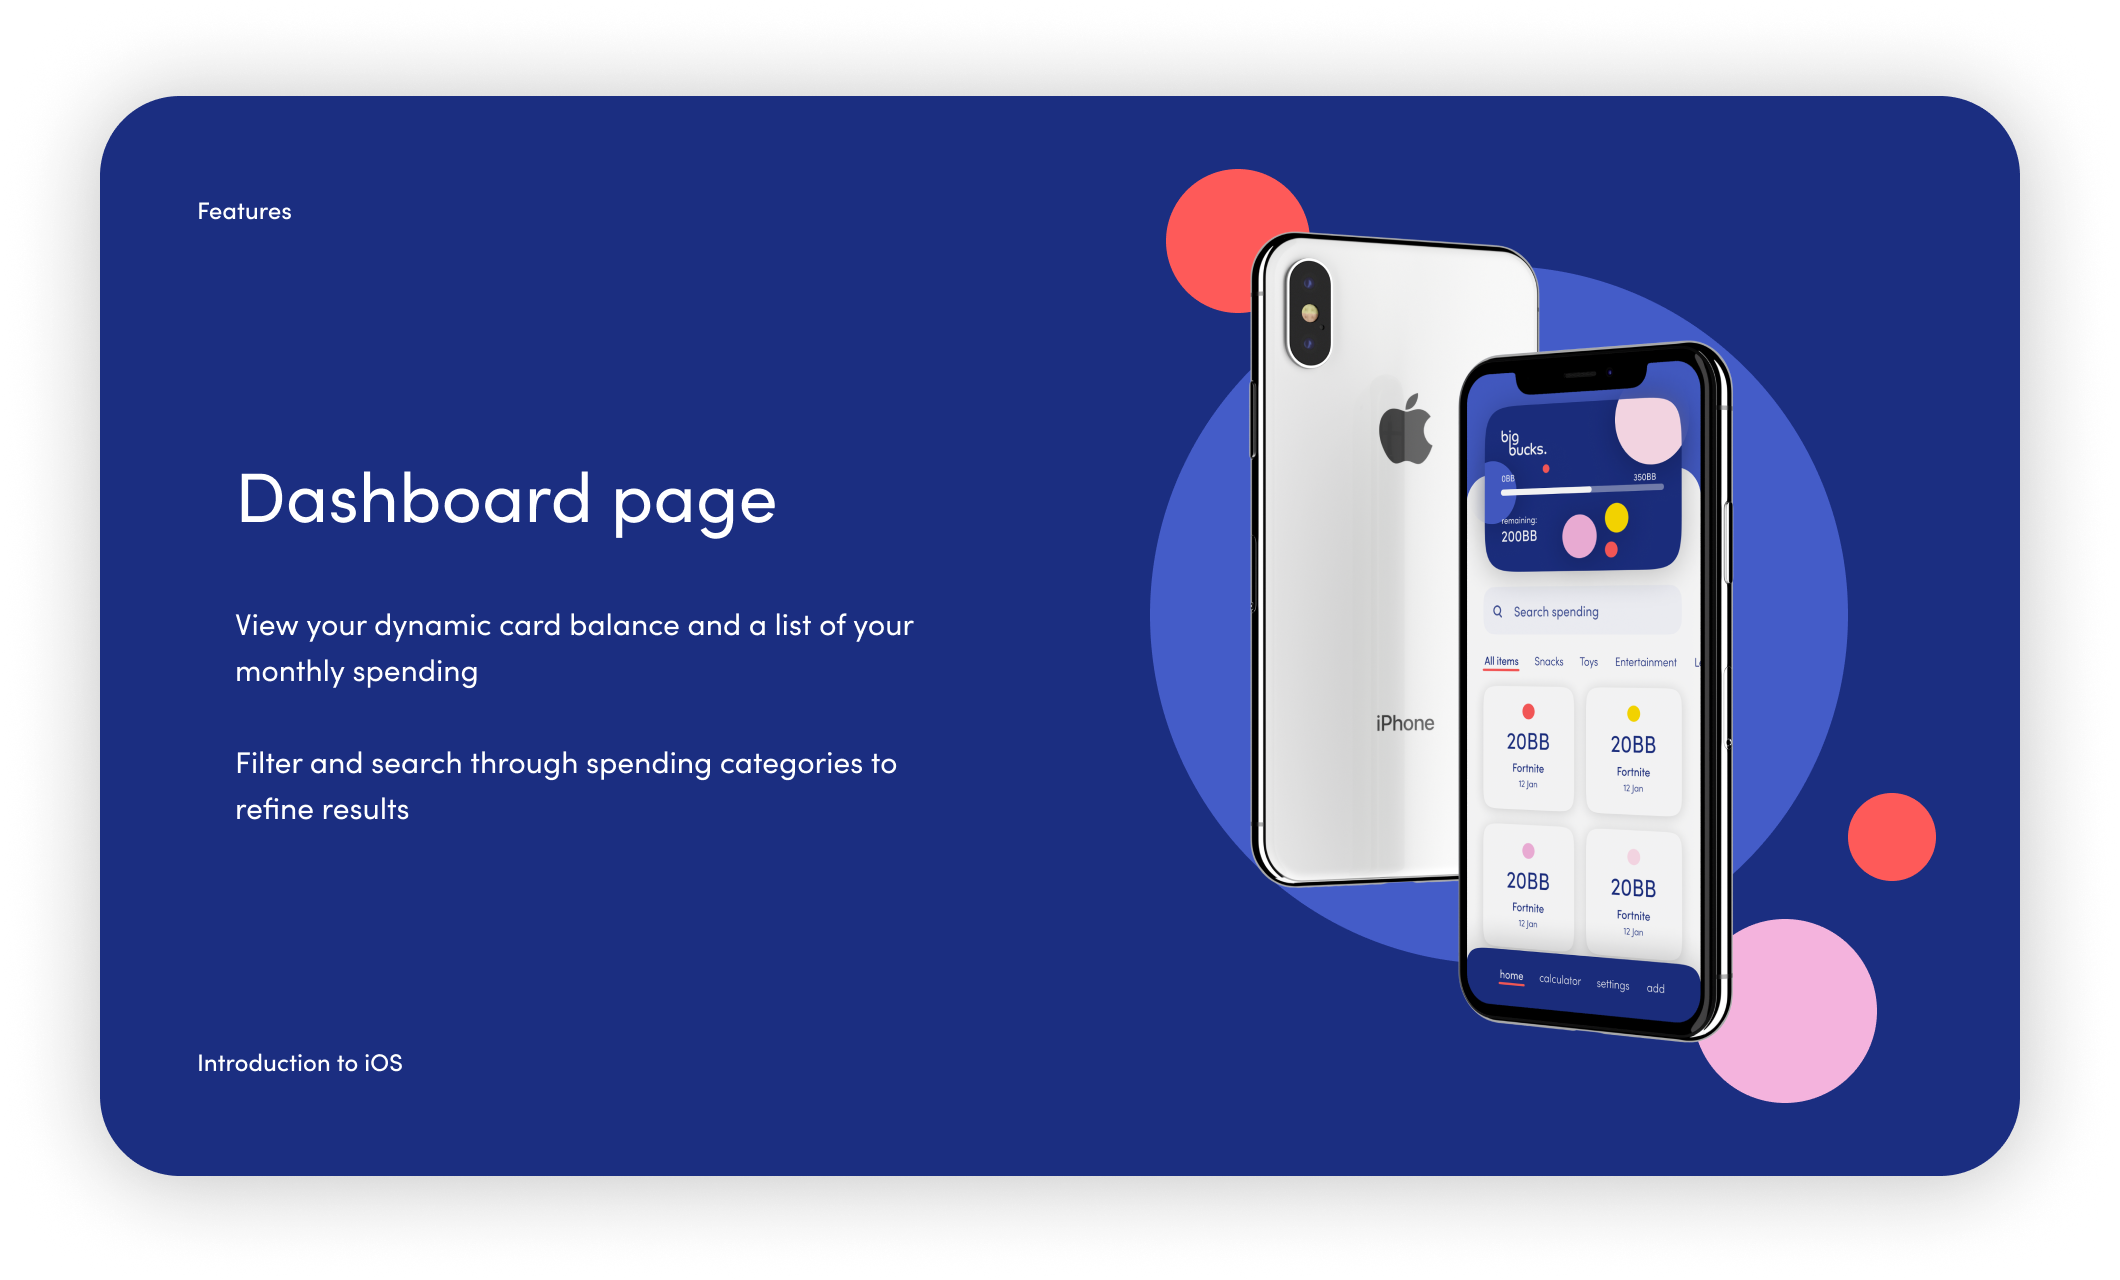 Features
Dashboard page
View your dynamic card balance and a list of your
monthly spending
Filter and search through spending categories to
refine results
Introduction to iOS
iPhone
big
bucks.
0BB 350BB
remaining:
200BB
Search spending
All items Snacks Toys Entertainment
20BB
Fortnite
12 Jan
20BB
Fortnite
12 Jan
20BB
Fortnite
12 Jan
20BB
Fortnite
12 Jan
home calculator settings add